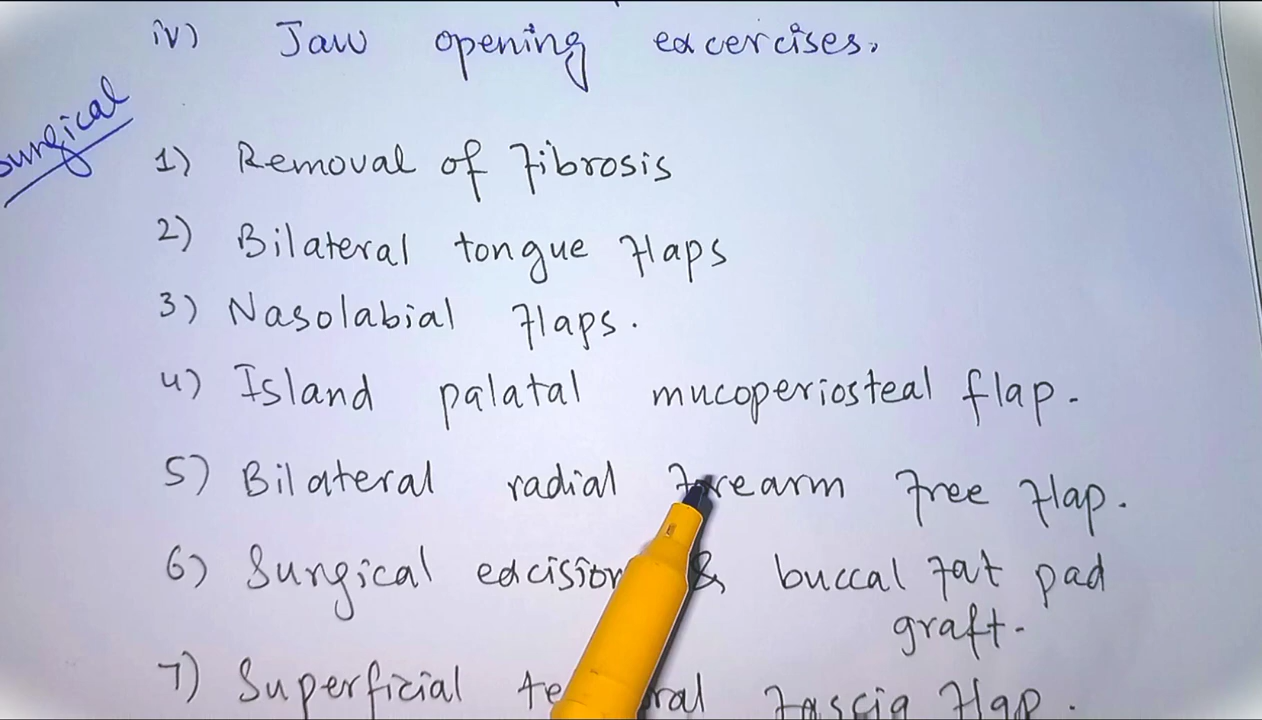 iv) Jaw opening excercises.
Surgical
1) Removal of Fibrosis
2) Bilateral tongue Flaps
3) Nasolabial Flaps.
4) Island palatal mucoperiosteal flap.
5) Bilateral radial Forearm Free Flap.
6) Surgical excision & buccal Fat pad
graft.
7) Superficial Fascia Flap.